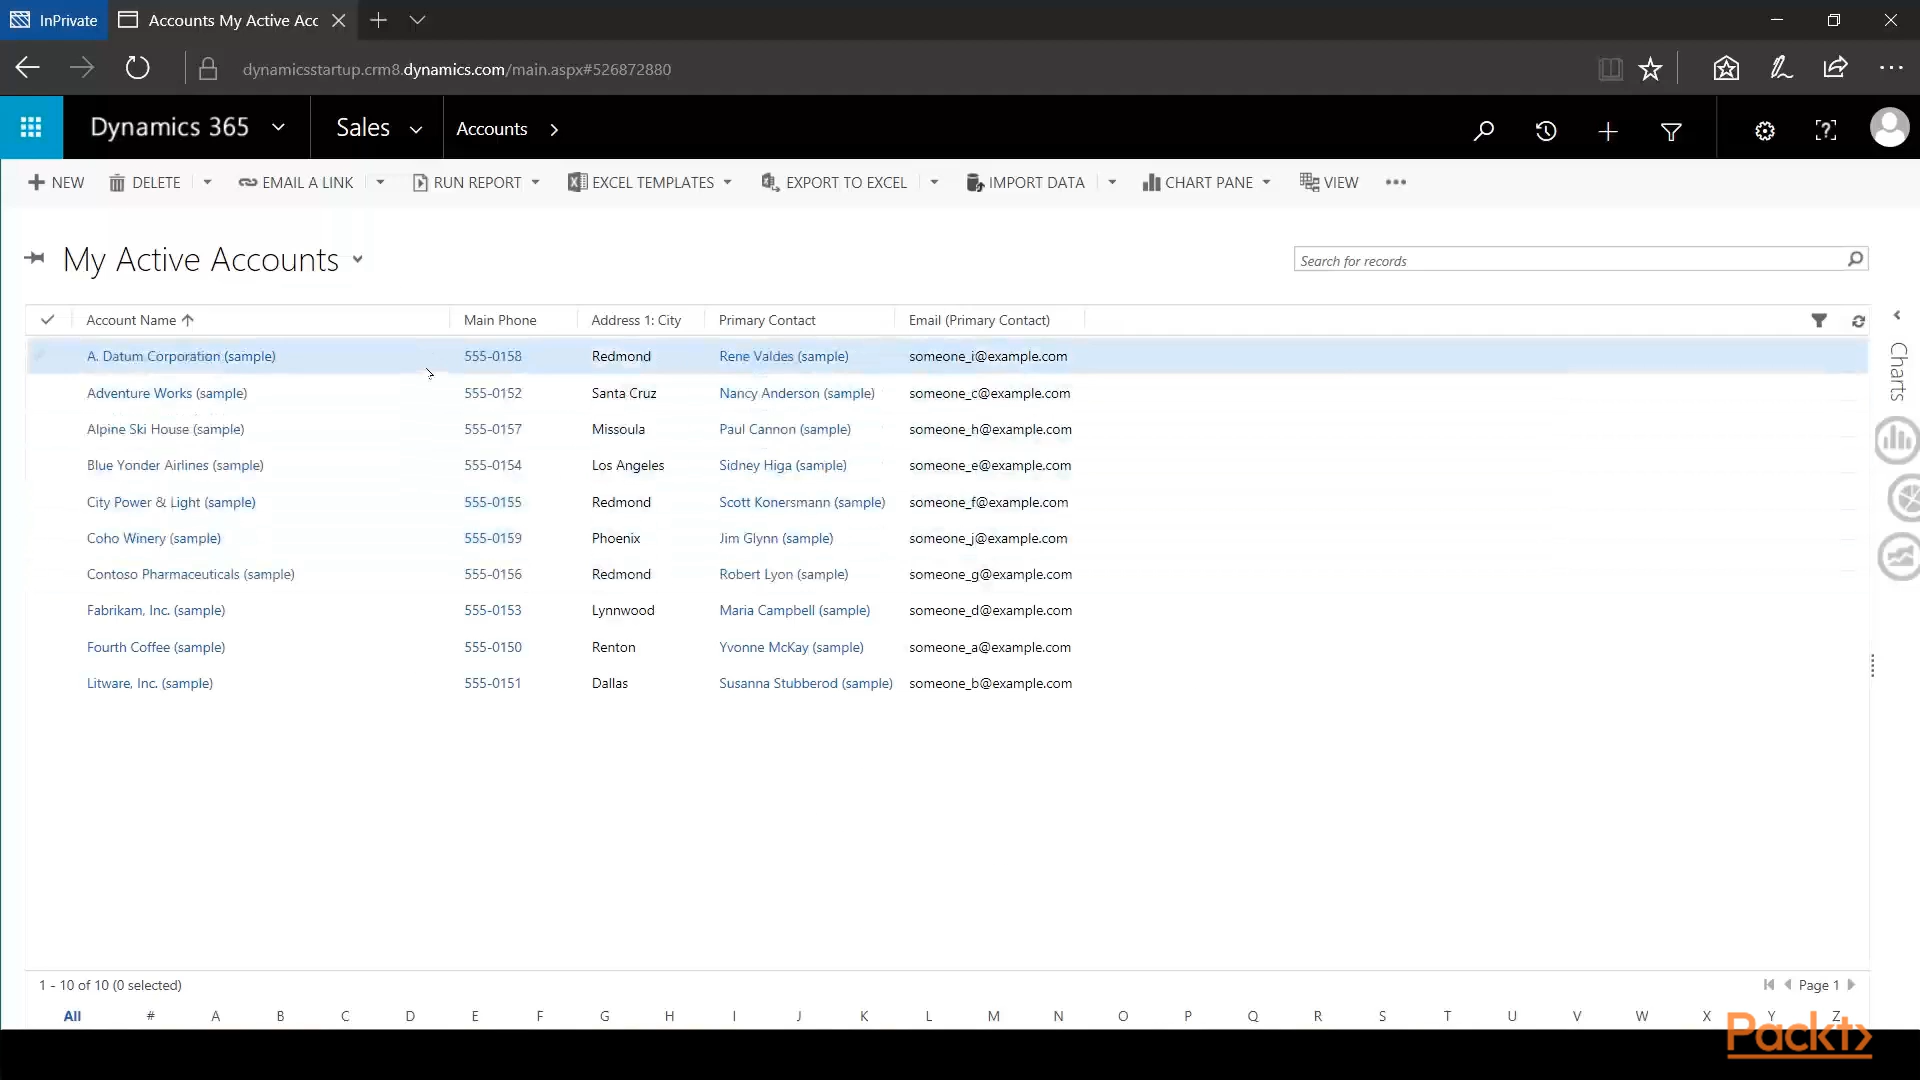 InPrivate
Accounts My Active Acc
dynamicsstartup.crm8.dynamics.com/main.aspx#526872880
Dynamics 365
Sales
Accounts
NEW
DELETE
EMAIL A LINK
RUN REPORT
EXCEL TEMPLATES
EXPORT TO EXCEL
IMPORT DATA
CHART PANE
VIEW
My Active Accounts
Search for records
Account Name Main Phone Address 1: City Primary Contact Email (Primary Contact)
A. Datum Corporation (sample) 555-0158 Redmond Rene Valdes (sample) someone_i@example.com
Adventure Works (sample) 555-0152 Santa Cruz Nancy Anderson (sample) someone_c@example.com
Alpine Ski House (sample) 555-0157 Missoula Paul Cannon (sample) someone_h@example.com
Blue Yonder Airlines (sample) 555-0154 Los Angeles Sidney Higa (sample) someone_e@example.com
City Power & Light (sample) 555-0155 Redmond Scott Konersmann (sample) someone_f@example.com
Coho Winery (sample) 555-0159 Phoenix Jim Glynn (sample) someone_j@example.com
Contoso Pharmaceuticals (sample) 555-0156 Redmond Robert Lyon (sample) someone_g@example.com
Fabrikam, Inc. (sample) 555-0153 Lynnwood Maria Campbell (sample) someone_d@example.com
Fourth Coffee (sample) 555-0150 Renton Yvonne McKay (sample) someone_a@example.com
Litware, Inc. (sample) 555-0151 Dallas Susanna Stubberod (sample) someone_b@example.com
Charts
1 - 10 of 10 (0 selected)
Page 1
All # A B C D E F G H I J K L M N O P Q R S T U V W X Y Z
Packt